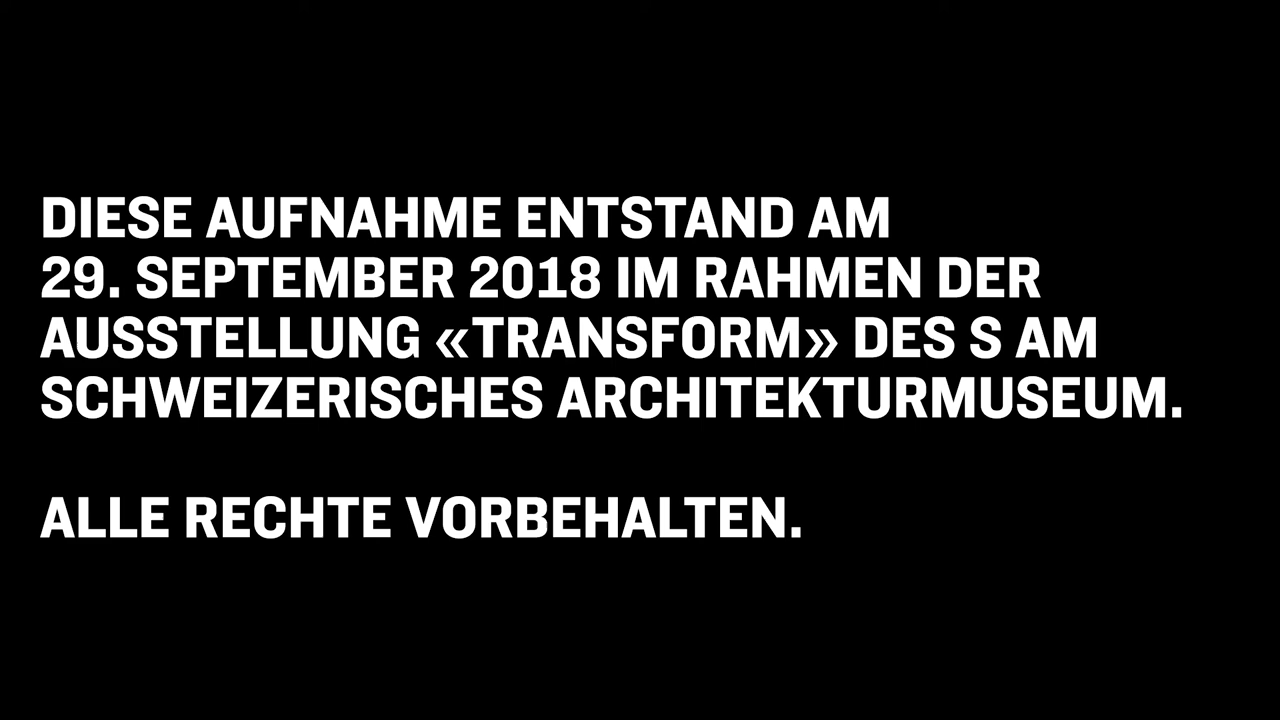 DIESE AUFNAHME ENTSTAND AM
29. SEPTEMBER 2018 IM RAHMEN DER
AUSSTELLUNG «TRANSFORM» DES S AM
SCHWEIZERISCHES ARCHITEKTURMUSEUM.
ALLE RECHTE VORBEHALTEN.